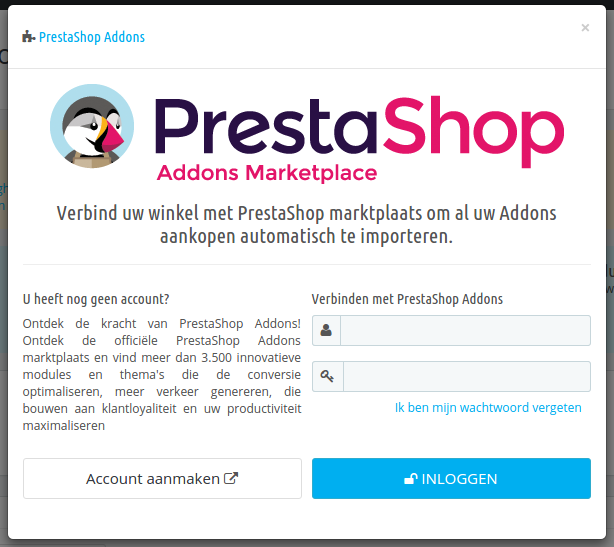 PrestaShop Addons
×
PrestaShop
Addons Marketplace
Verbind uw winkel met PrestaShop marktplaats om al uw Addons
aankopen automatisch te importeren.
U heeft nog geen account?
Ontdek de kracht van PrestaShop Addons!
Ontdek de officiële PrestaShop Addons
marktplaats en vind meer dan 3.500 innovatieve
modules en thema's die de conversie
optimaliseren, meer verkeer genereren, die
bouwen aan klantloyaliteit en uw productiviteit
maximaliseren
Verbinden met PrestaShop Addons
Ik ben mijn wachtwoord vergeten
Account aanmaken
INLOGGEN